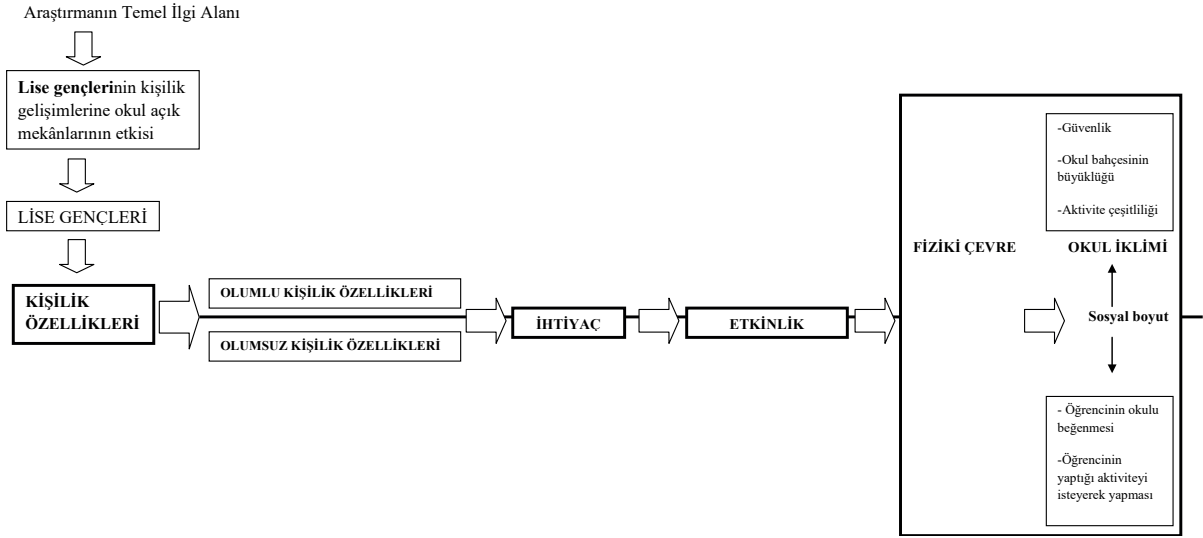 Araştırmanın Temel İlgi Alanı
Lise gençlerinin kişilik
gelişimlerine okul açık
mekânlarının etkisi
LİSE GENÇLERİ
KİŞİLİK
ÖZELLİKLERİ
OLUMLU KİŞİLİK ÖZELLİKLERİ
OLUMSUZ KİŞİLİK ÖZELLİKLERİ
İHTİYAÇ
ETKİNLİK
FİZİKİ ÇEVRE
-Güvenlik
-Okul bahçesinin
büyüklüğü
-Aktivite çeşitliliği
OKUL İKLİMİ
Sosyal boyut
- Öğrencinin okulu
beğenmesi
-Öğrencinin
yaptığı aktiviteyi
isteyerek yapması